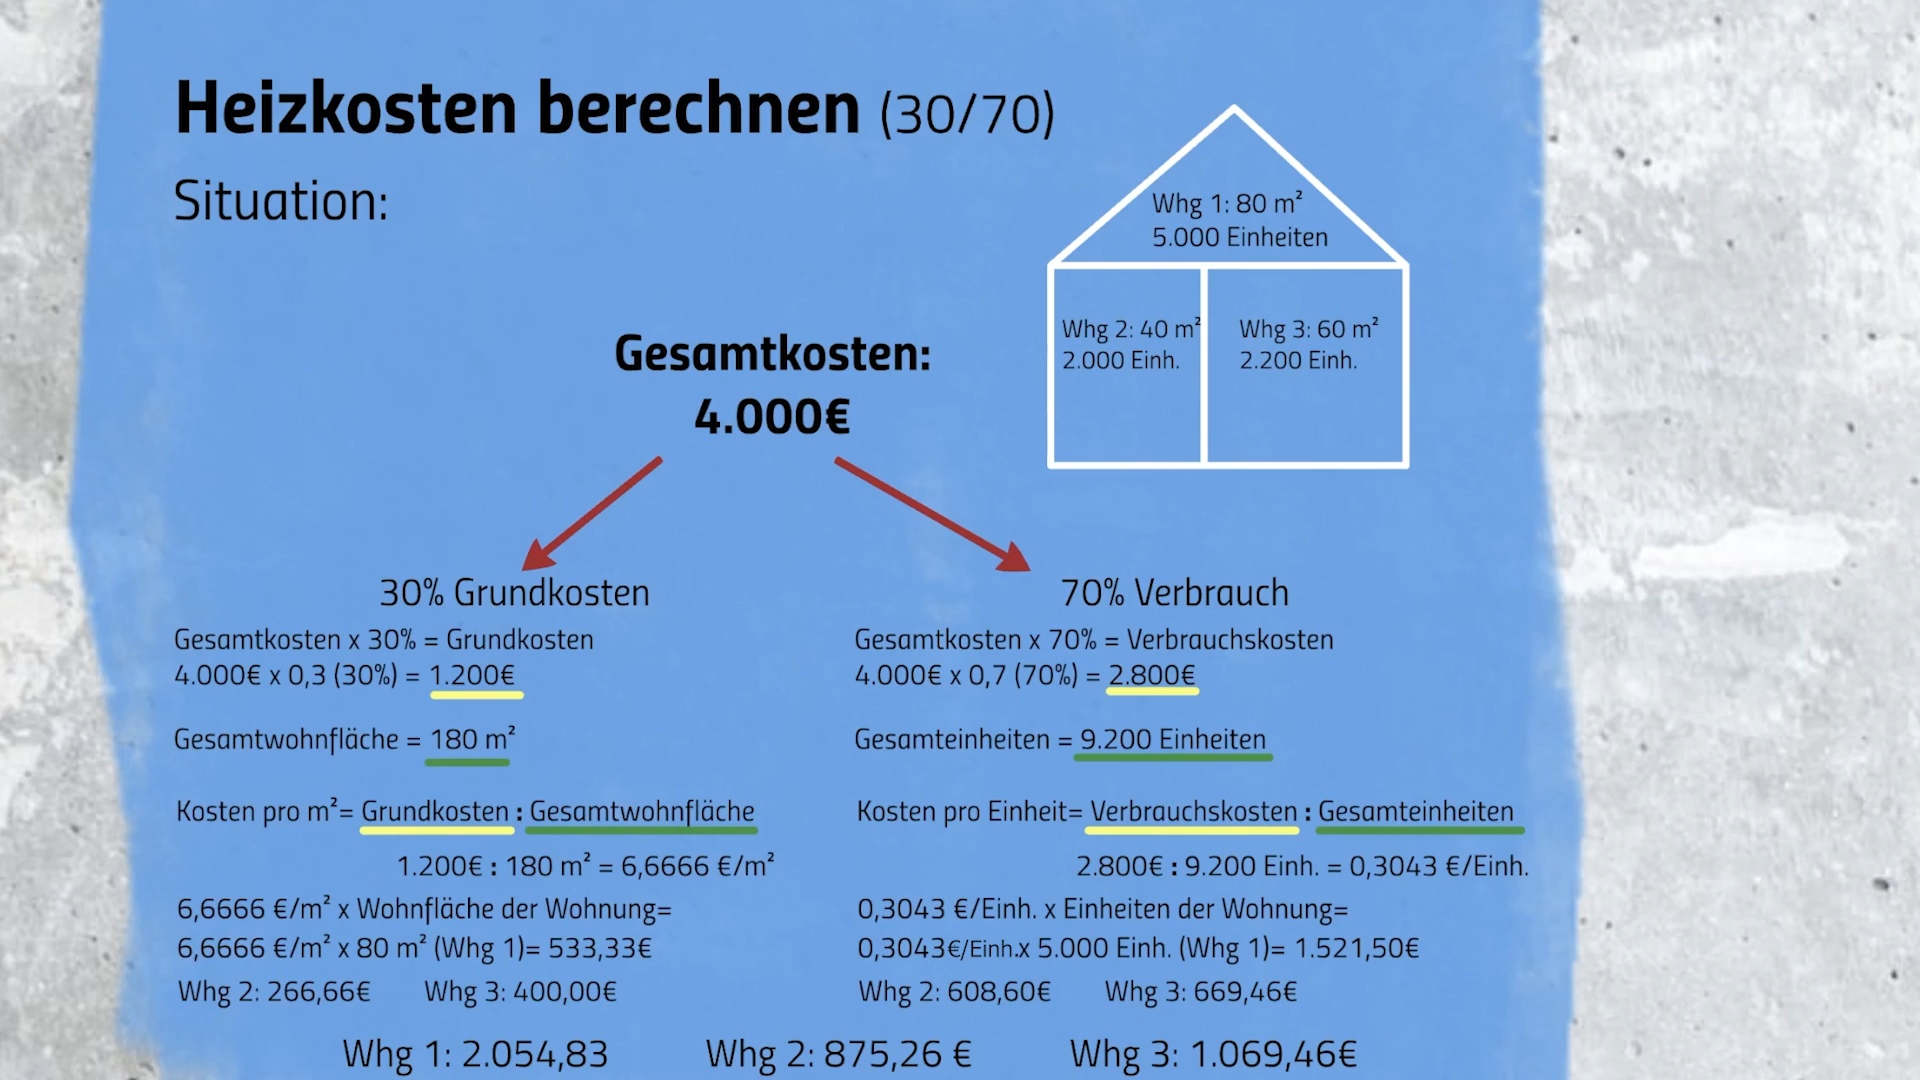 Heizkosten berechnen (30/70)
Situation:
Whg 1: 80 m²
5.000 Einheiten
Whg 2: 40 m²
2.000 Einh.
Whg 3: 60 m²
2.200 Einh.
Gesamtkosten:
4.000€
30% Grundkosten
Gesamtkosten x 30% = Grundkosten
4.000€ x 0,3 (30%) = 1.200€
Gesamtwohnfläche = 180 m²
Kosten pro m²= Grundkosten : Gesamtwohnfläche
1.200€ : 180 m² = 6,6666 €/m²
6,6666 €/m² x Wohnfläche der Wohnung=
6,6666 €/m² x 80 m² (Whg 1)= 533,33€
Whg 2: 266,66€ Whg 3: 400,00€
70% Verbrauch
Gesamtkosten x 70% = Verbrauchskosten
4.000€ x 0,7 (70%) = 2.800€
Gesamteinheiten = 9.200 Einheiten
Kosten pro Einheit= Verbrauchskosten : Gesamteinheiten
2.800€ : 9.200 Einh. = 0,3043 €/Einh.
0,3043 €/Einh. x Einheiten der Wohnung=
0,3043€/Einh.x 5.000 Einh. (Whg 1)= 1.521,50€
Whg 2: 608,60€ Whg 3: 669,46€
Whg 1: 2.054,83 Whg 2: 875,26 € Whg 3: 1.069,46€